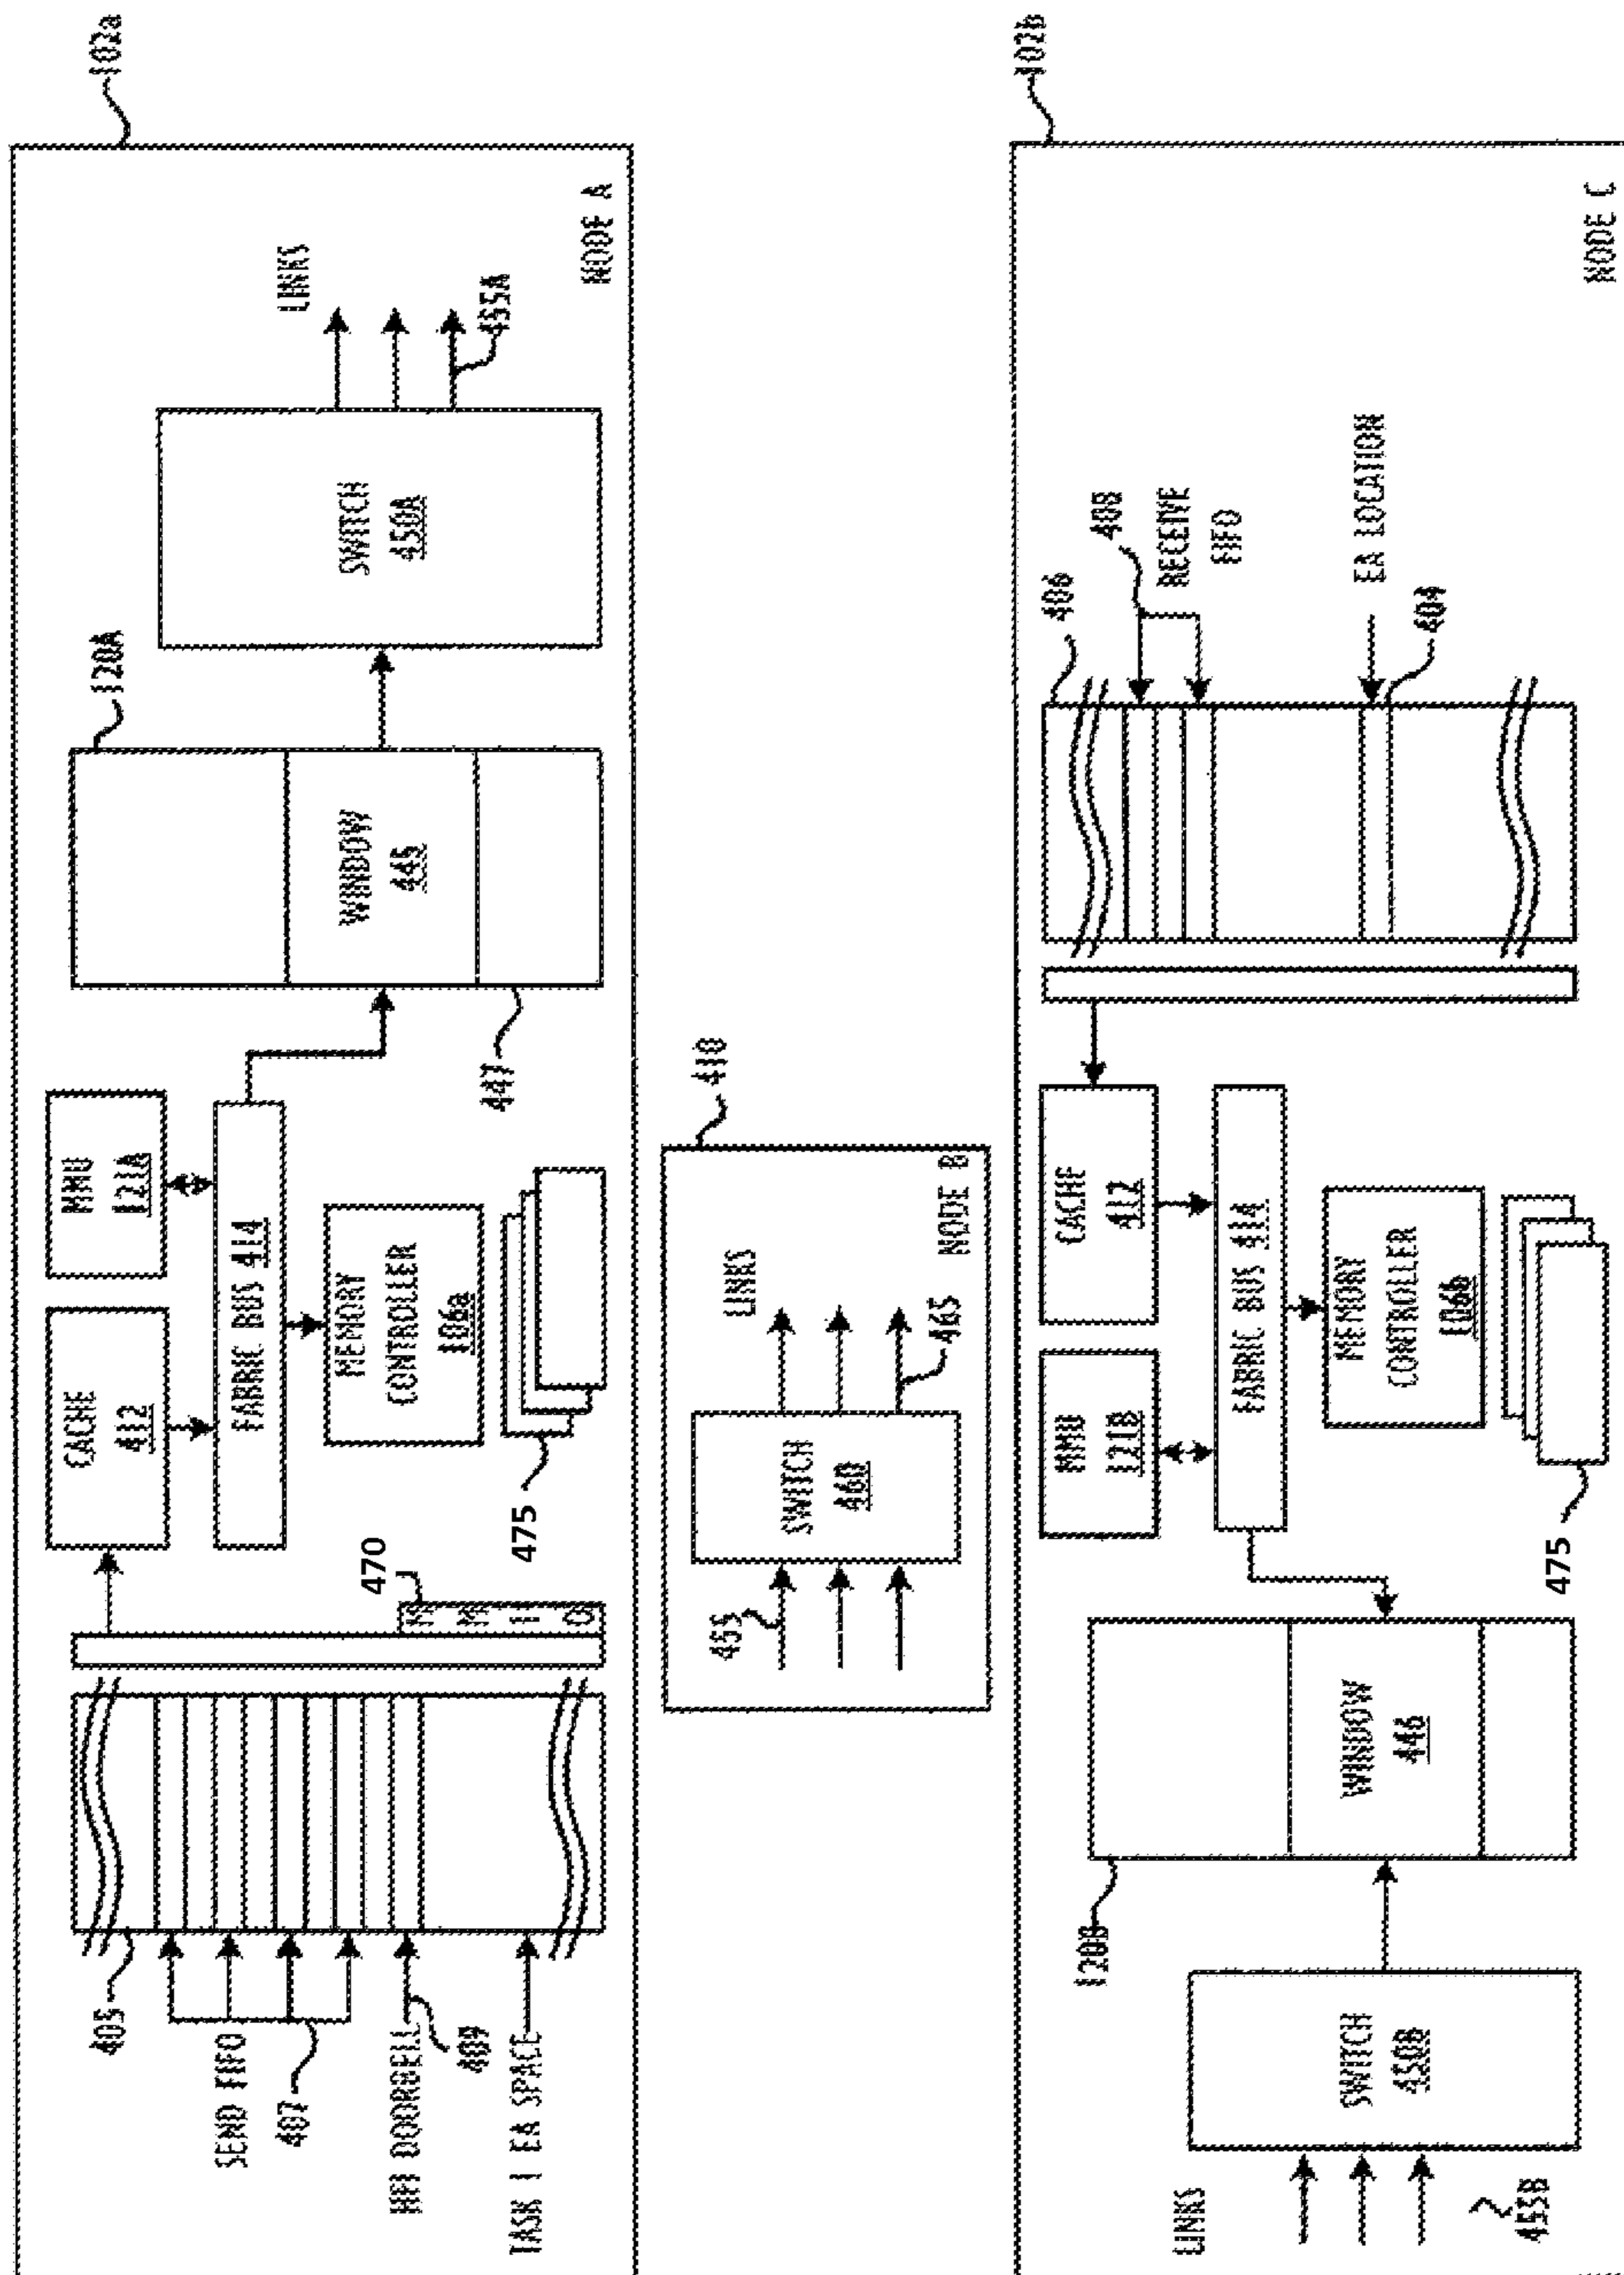 102a
NODE A
CACHE
412
MMU
121A
120A
FABRIC BUS 414
MEMORY
CONTROLLER
106a
475
470
M
M
I
O
405
SEND FIFO
407
HFI DOORBELL
409
TASK 1 EA SPACE
447
WINDOW
445
SWITCH
450A
LINKS
455A
410
NODE B
455
SWITCH
460
LINKS
465
102b
NODE C
LINKS
455B
SWITCH
450B
120B
WINDOW
446
MMU
121B
CACHE
412
FABRIC BUS 414
MEMORY
CONTROLLER
106b
475
406
408
RECEIVE
FIFO
EA LOCATION
404